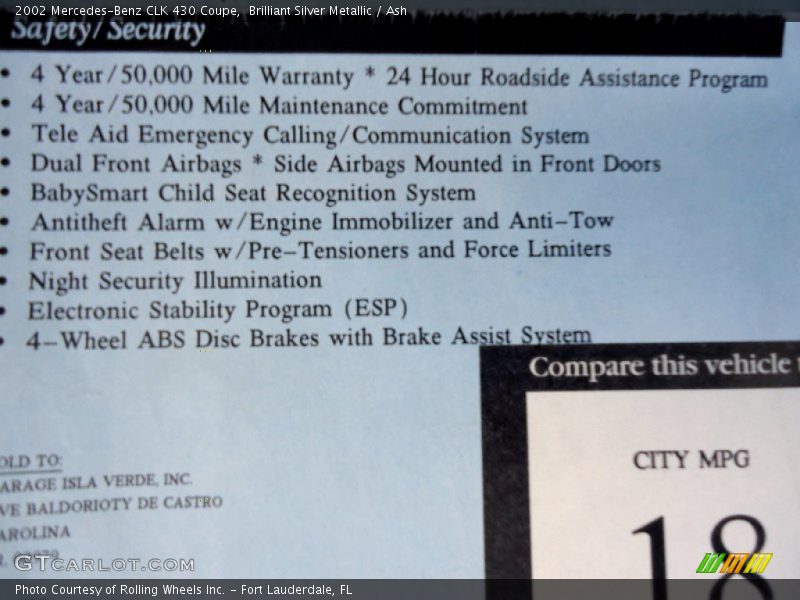 2002 Mercedes-Benz CLK 430 Coupe, Brilliant Silver Metallic / Ash
Safety/Security
• 4 Year/50,000 Mile Warranty * 24 Hour Roadside Assistance Program
• 4 Year/50,000 Mile Maintenance Commitment
• Tele Aid Emergency Calling/Communication System
• Dual Front Airbags * Side Airbags Mounted in Front Doors
• BabySmart Child Seat Recognition System
• Antitheft Alarm w/Engine Immobilizer and Anti-Tow
• Front Seat Belts w/Pre-Tensioners and Force Limiters
• Night Security Illumination
• Electronic Stability Program (ESP)
• 4-Wheel ABS Disc Brakes with Brake Assist System
Compare this vehicle t
CITY MPG
18
OLD TO:
ARAGE ISLA VERDE, INC.
VE BALDORIOTY DE CASTRO
AROLINA
GTCARLOT.COM
Photo Courtesy of Rolling Wheels Inc. - Fort Lauderdale, FL